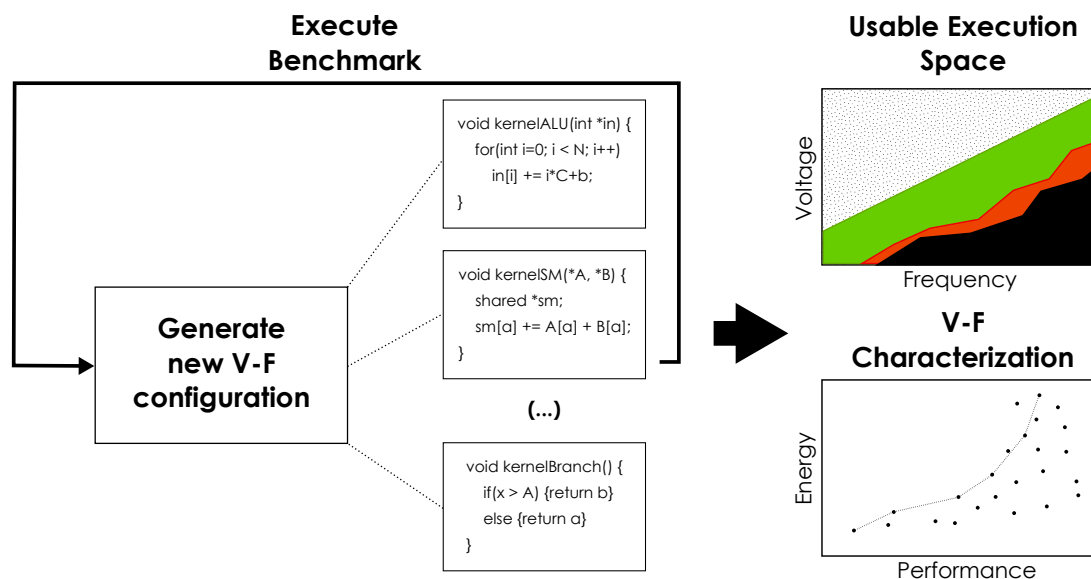 Execute
Benchmark
void kernelALU(int *in) {
for(int i=0; i < N; i++)
in[i] += i*C+b;
}
void kernelSM(*A, *B) {
shared *sm;
sm[a] += A[a] + B[a];
}
(...)
void kernelBranch() {
if(x > A) {return b}
else {return a}
}
Generate
new V-F
configuration
Usable Execution
Space
Voltage
Frequency
V-F
Characterization
Energy
Performance